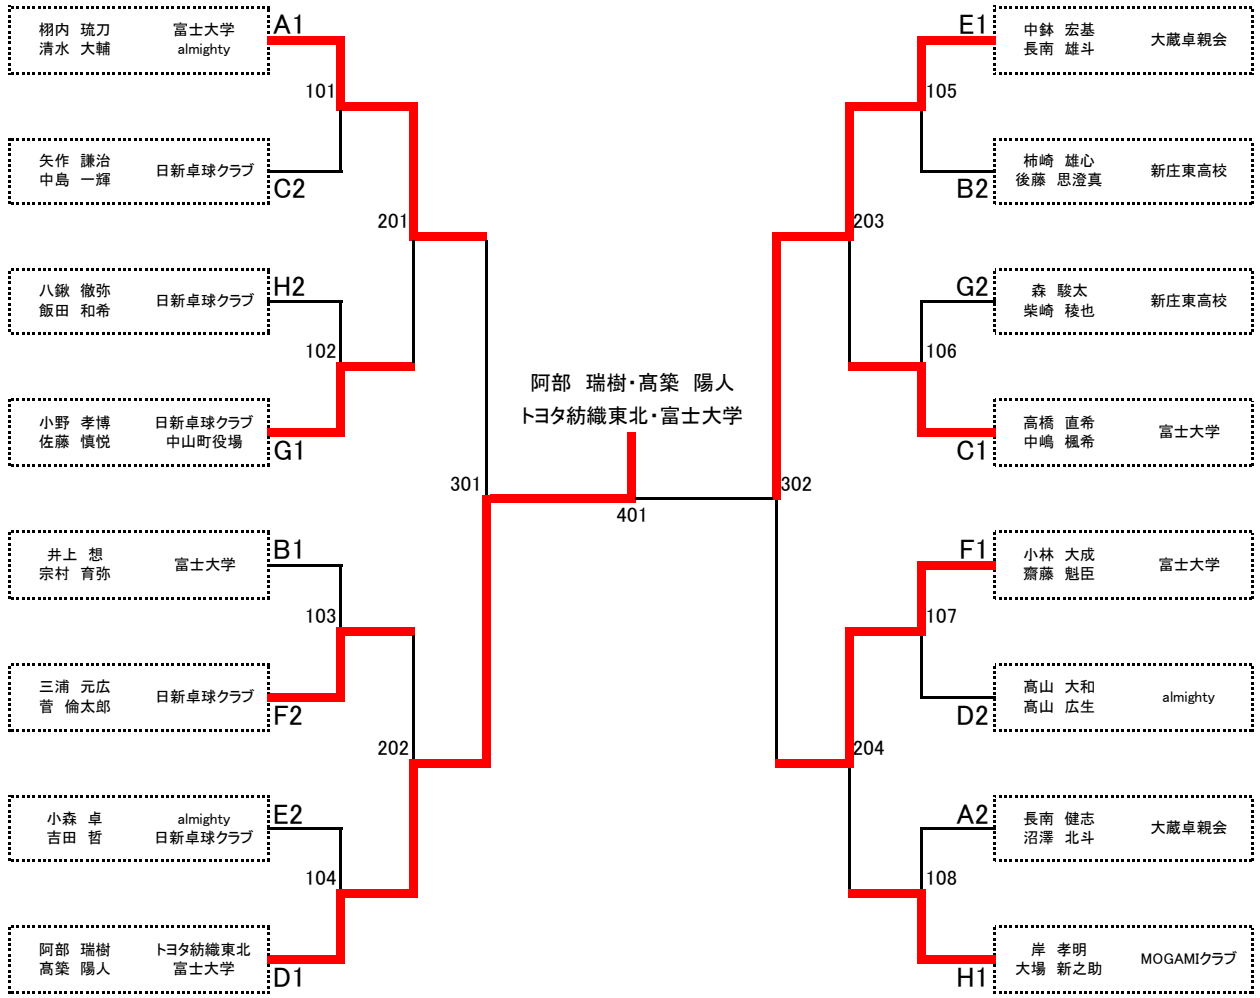 A1
栩内 琉刀 富士大学
清水 大輔 almighty
101
矢作 謙治
中島 一輝
日新卓球クラブ
C2
201
H2
八鍬 徹弥
飯田 和希
日新卓球クラブ
102
小野 孝博 日新卓球クラブ
佐藤 慎悦 中山町役場
G1
301
B1
井上 想
宗村 育弥
富士大学
103
三浦 元広
菅 倫太郎
日新卓球クラブ
F2
202
E2
小森 卓 almighty
吉田 哲 日新卓球クラブ
104
阿部 瑞樹 トヨタ紡織東北
髙築 陽人 富士大学
D1
阿部 瑞樹・髙築 陽人
トヨタ紡織東北・富士大学
401
E1
中鉢 宏基
長南 雄斗
大蔵卓親会
105
柿崎 雄心
後藤 思澄真
新庄東高校
B2
203
G2
森 駿太
柴崎 稜也
新庄東高校
106
高橋 直希
中嶋 楓希
富士大学
C1
302
F1
小林 大成
齋藤 魁臣
富士大学
107
髙山 大和
髙山 広生
almighty
D2
204
A2
長南 健志
沼澤 北斗
大蔵卓親会
108
岸 孝明
大場 新之助
MOGAMIクラブ
H1